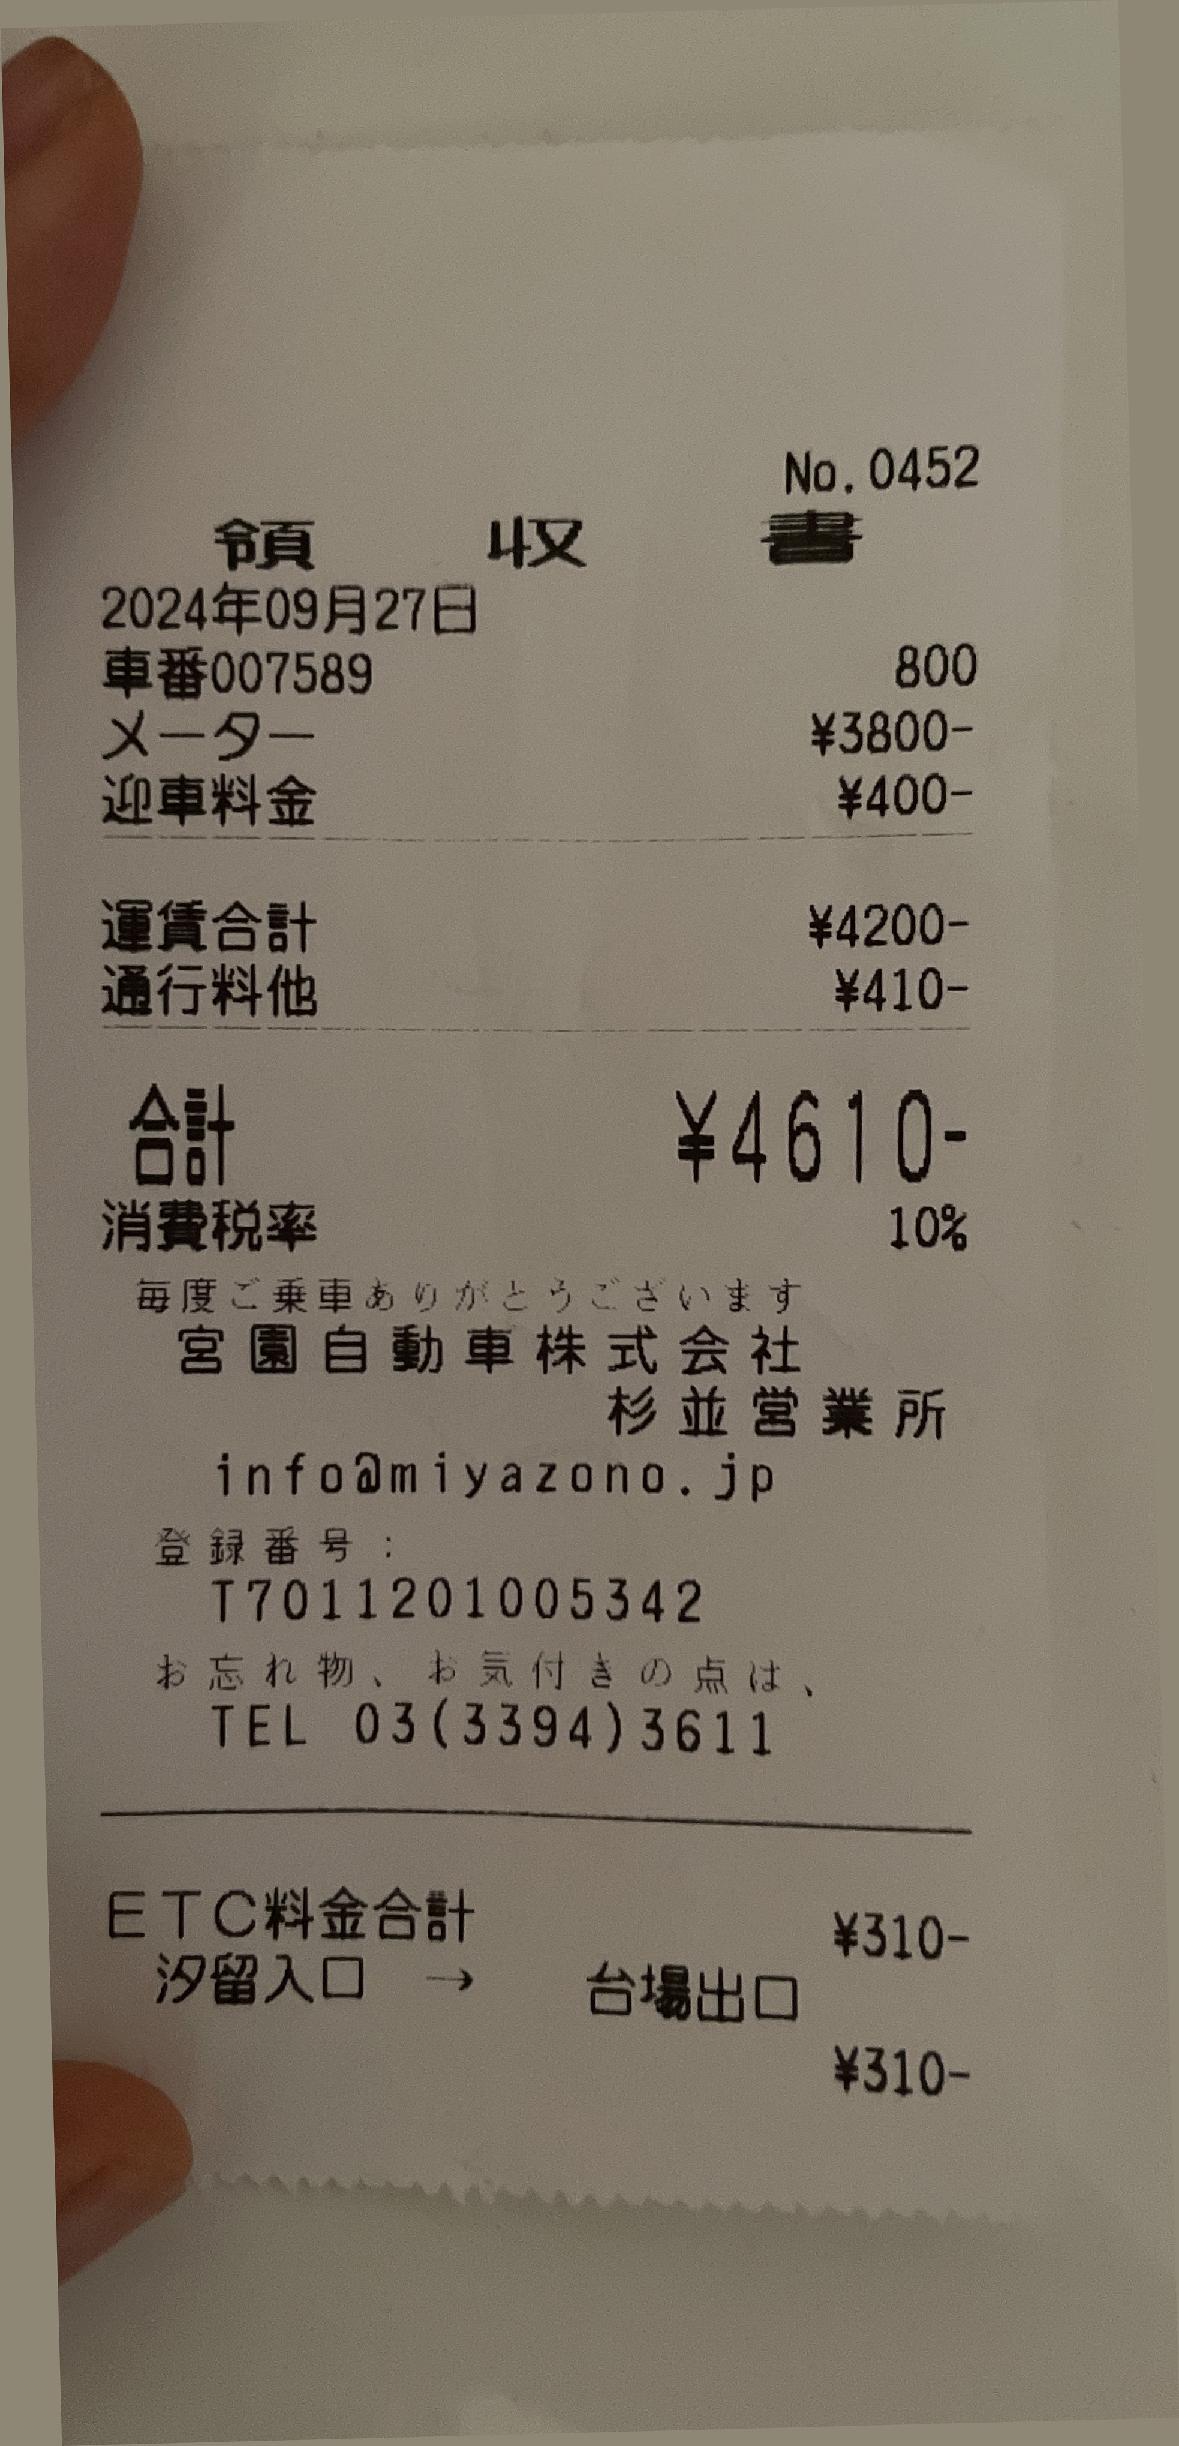 No.0452
領収書
2024年09月27日
車番007589 800
メーター ¥3800-
迎車料金 ¥400-
運賃合計 ¥4200-
通行料他 ¥410-
合計 ¥4610-
消費税率 10%
毎度ご乗車ありがとうございます
宮園自動車株式会社
杉並営業所
info@miyazono.jp
登録番号：
T7011201005342
お忘れ物、お気付きの点は、
TEL 03(3394)3611
ＥＴＣ料金合計 ¥310-
汐留入口 → 台場出口
¥310-